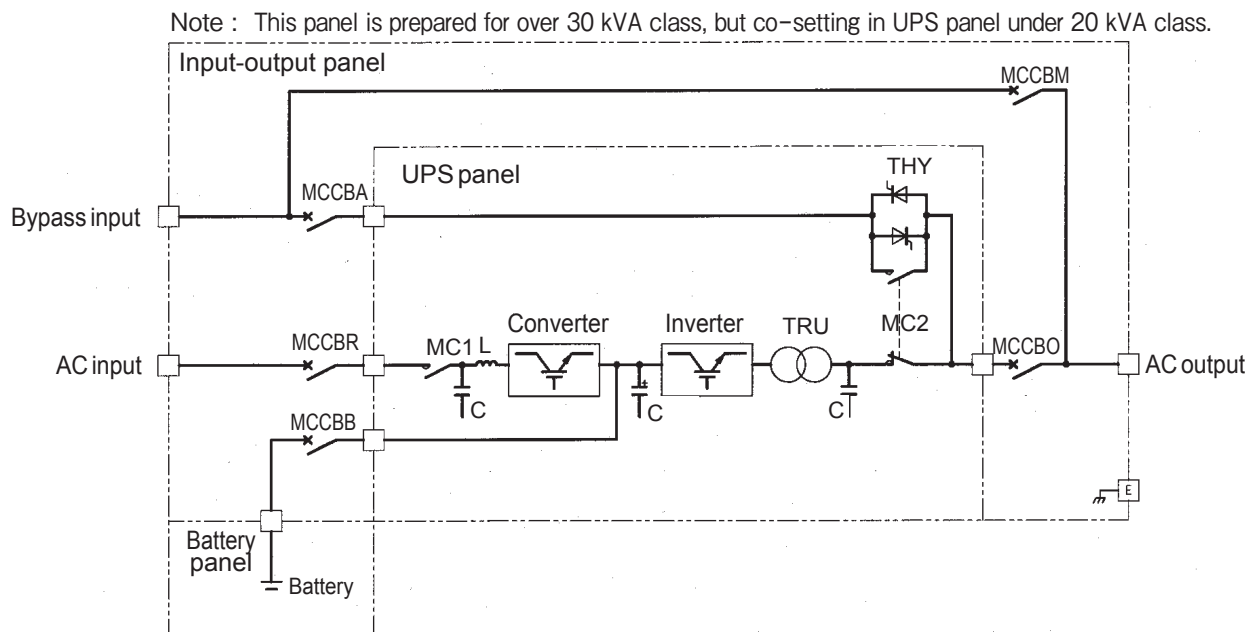 Note : This panel is prepared for over 30 kVA class, but co-setting in UPS panel under 20 kVA class.
Input-output panel
MCCBM
UPS panel
THY
MCCBA
Bypass input
Converter
Inverter
TRU
MC2
MCCBR
MC1
L
MCCBO
AC input
AC output
C
C
C
MCCBB
E
Battery
panel
Battery